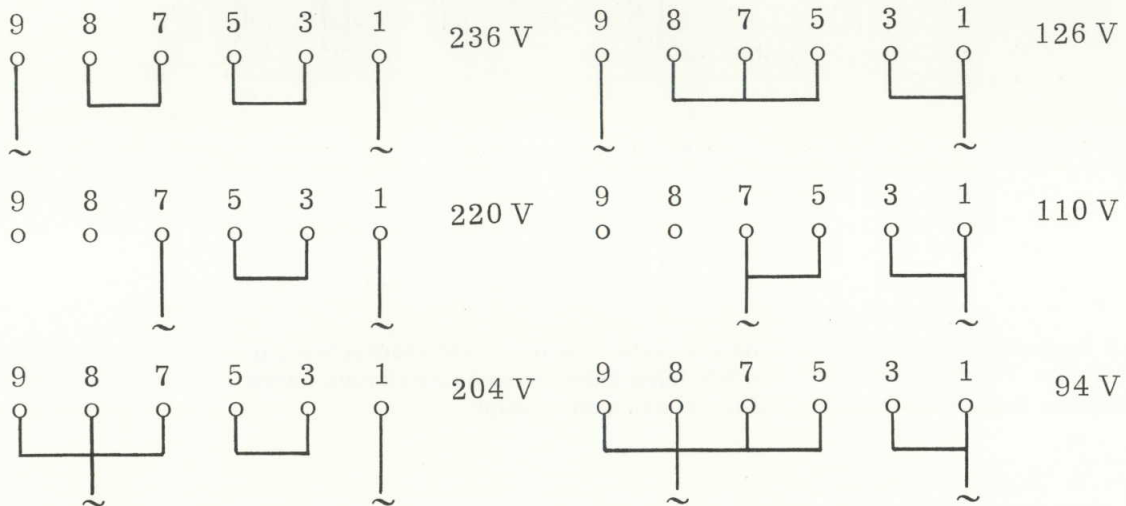 9 8 7 5 3 1 236 V
~ ~
9 8 7 5 3 1 126 V
~ ~
9 8 7 5 3 1 220 V
~ ~
9 8 7 5 3 1 110 V
~ ~
9 8 7 5 3 1 204 V
~ ~
9 8 7 5 3 1 94 V
~ ~